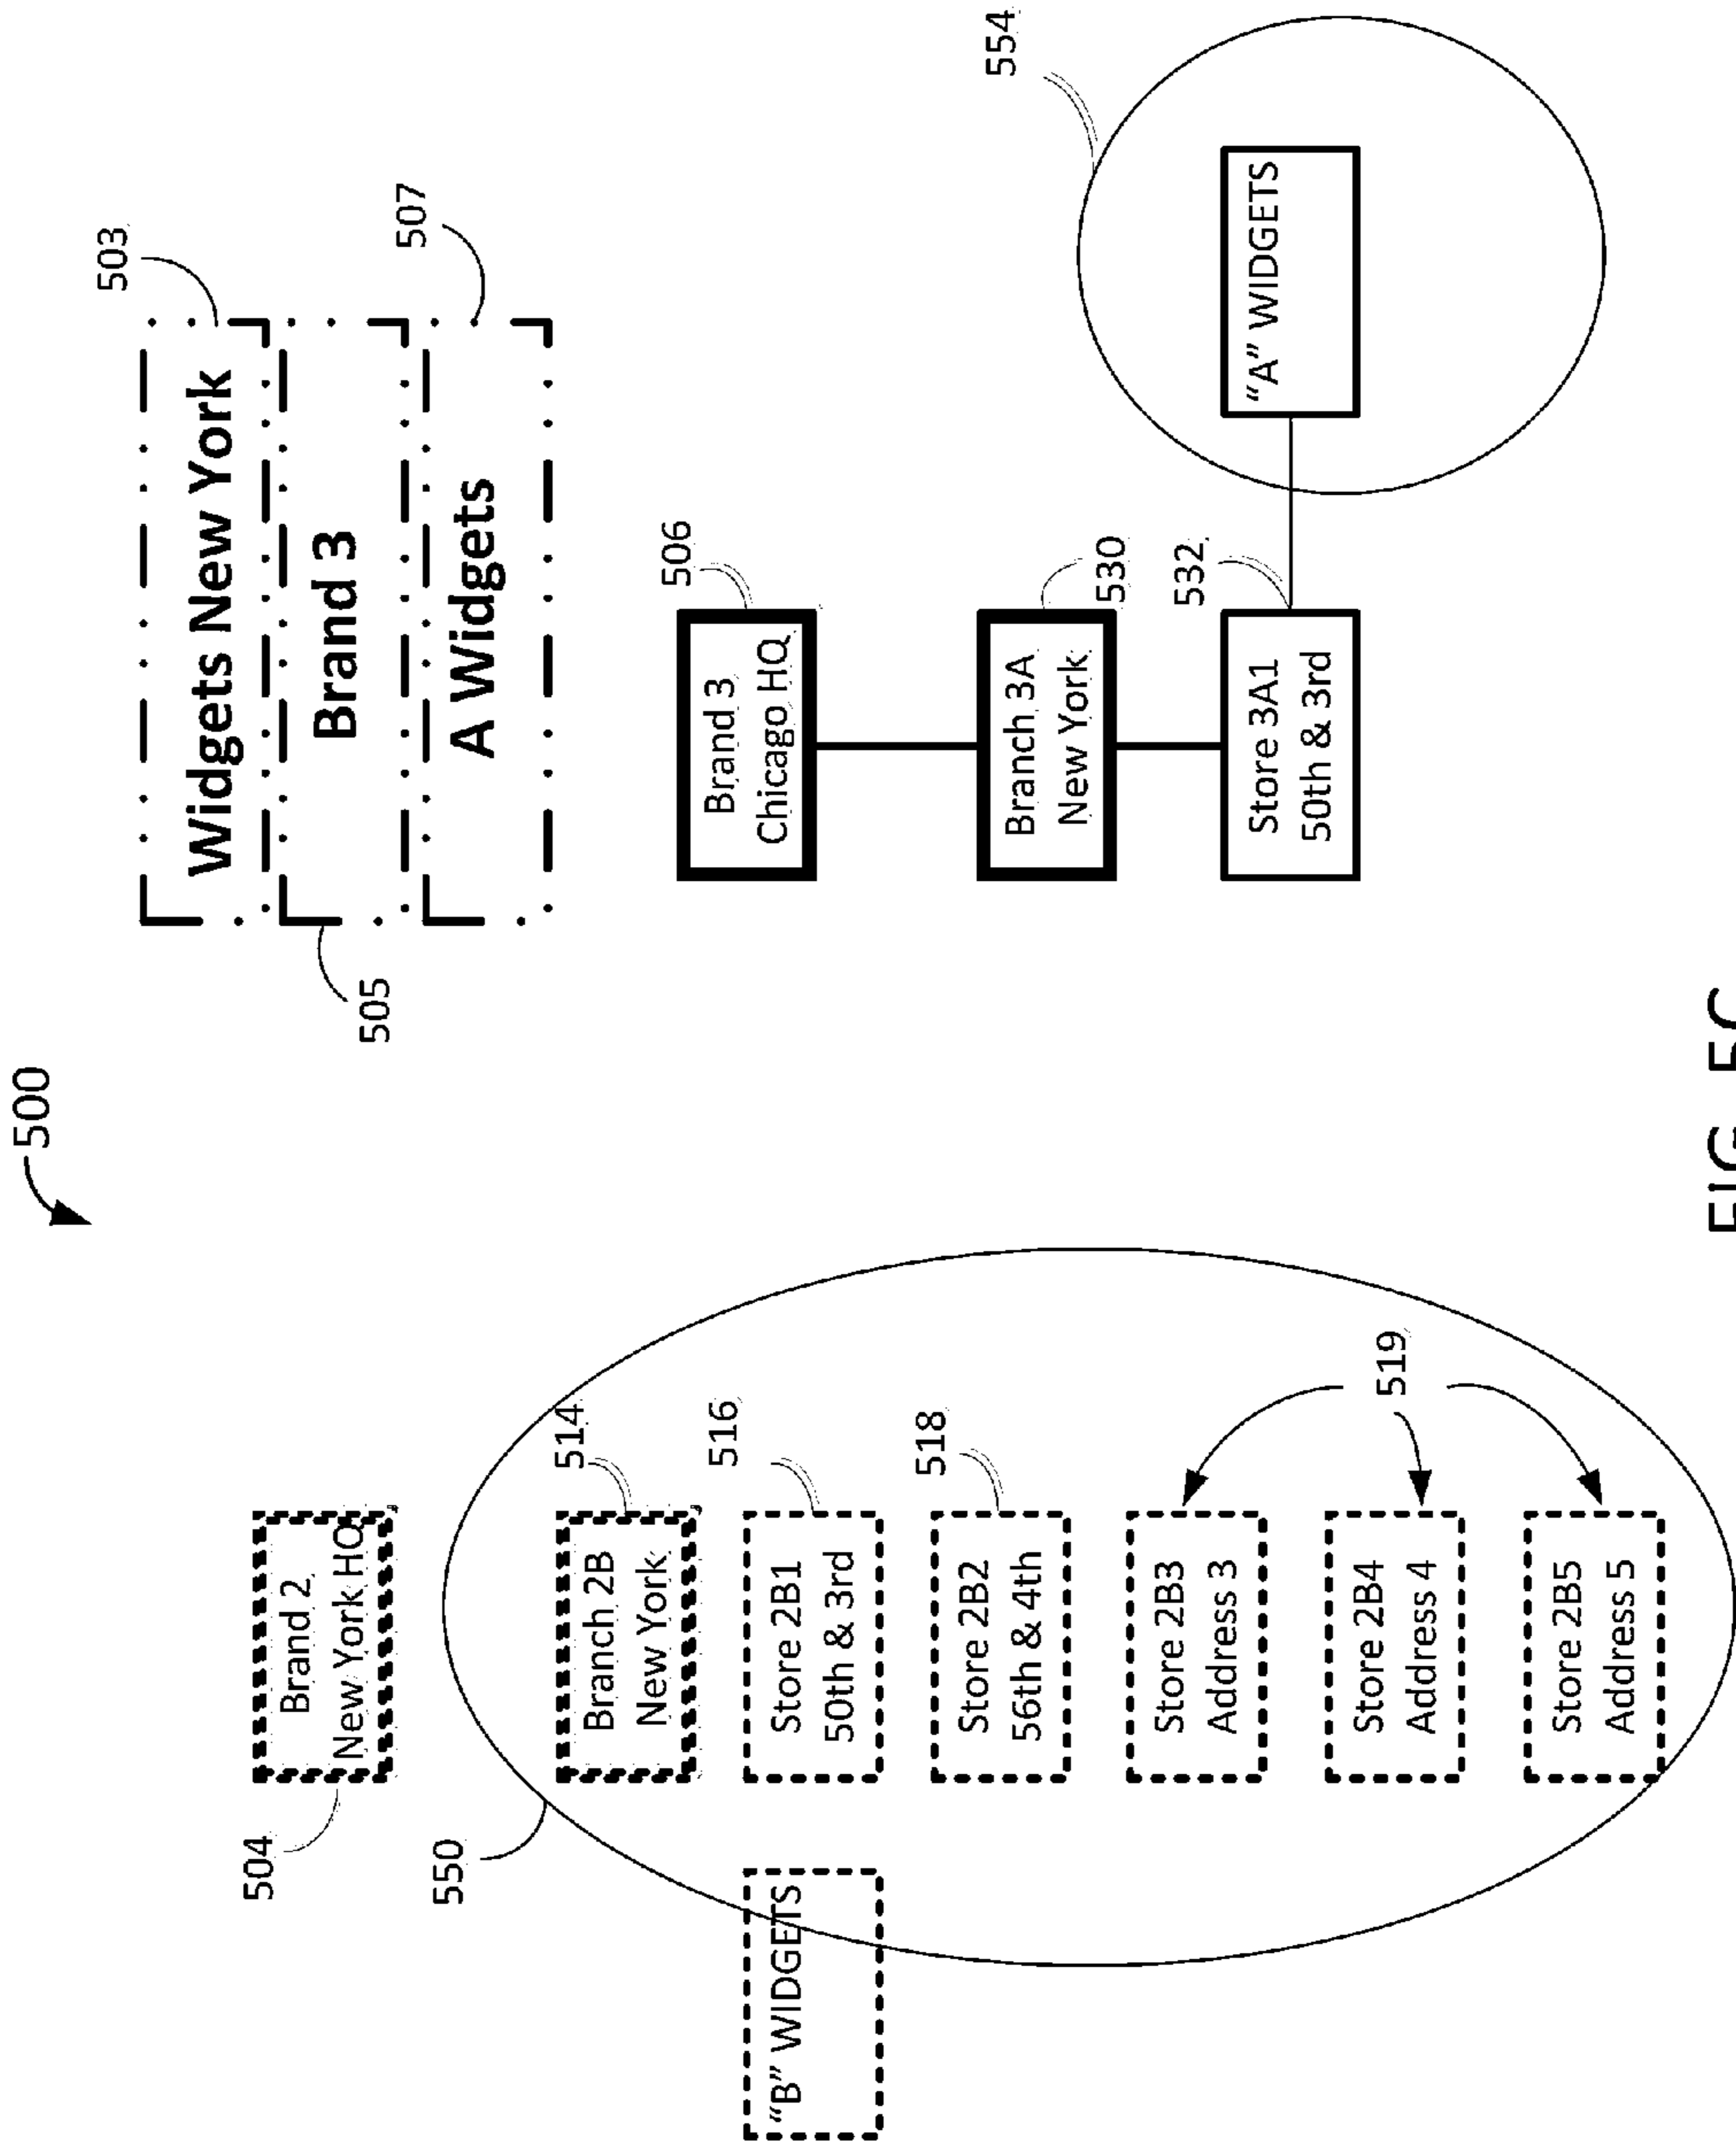 500
503
Widgets New York
505
Brand 3
507
A Widgets
504
Brand 2
New York HQ
506
Brand 3
Chicago HQ
550
514
Branch 2B
New York
530
Branch 3A
New York
"B" WIDGETS
516
Store 2B1
50th & 3rd
518
Store 2B2
56th & 4th
532
Store 3A1
50th & 3rd
554
"A" WIDGETS
519
Store 2B3
Address 3
Store 2B4
Address 4
Store 2B5
Address 5
FIG. 5C